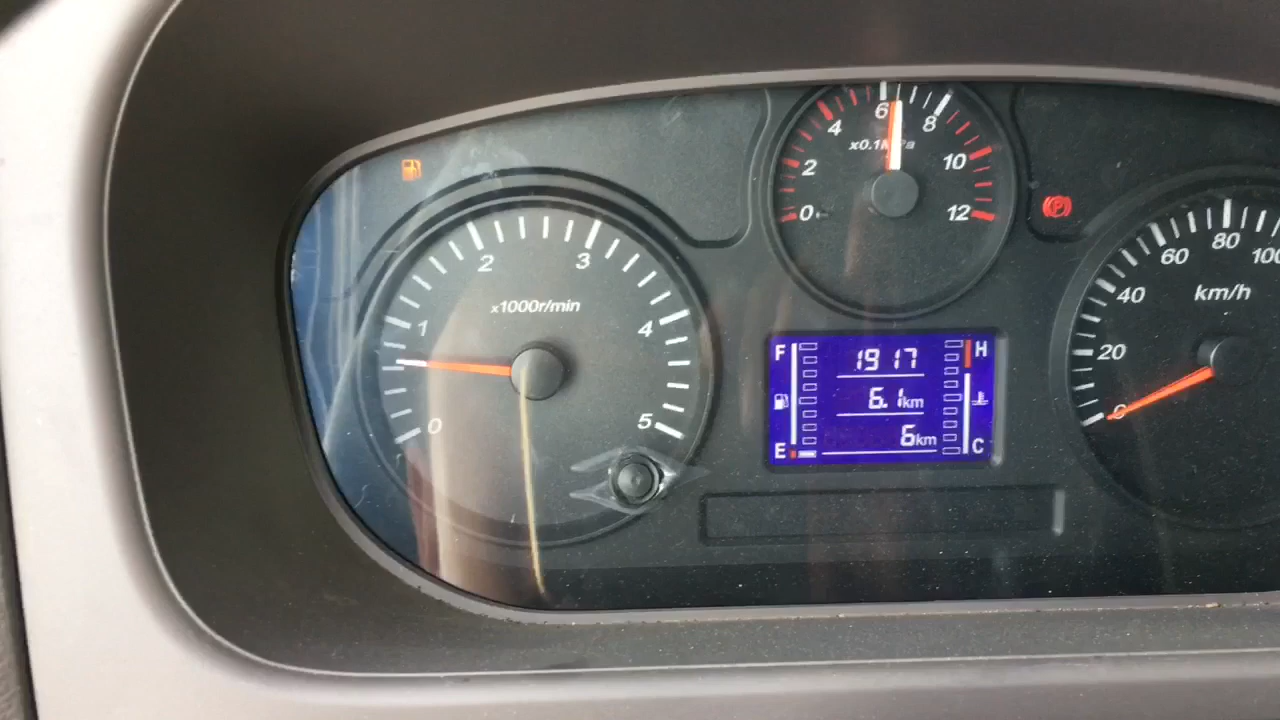 0 1 2 3 4 5
x1000r/min
0 2 4 6 8 10 12
x0.1MPa
P
F H
1917
6.1km
6km
E C
0 20 40 60 80 100
km/h